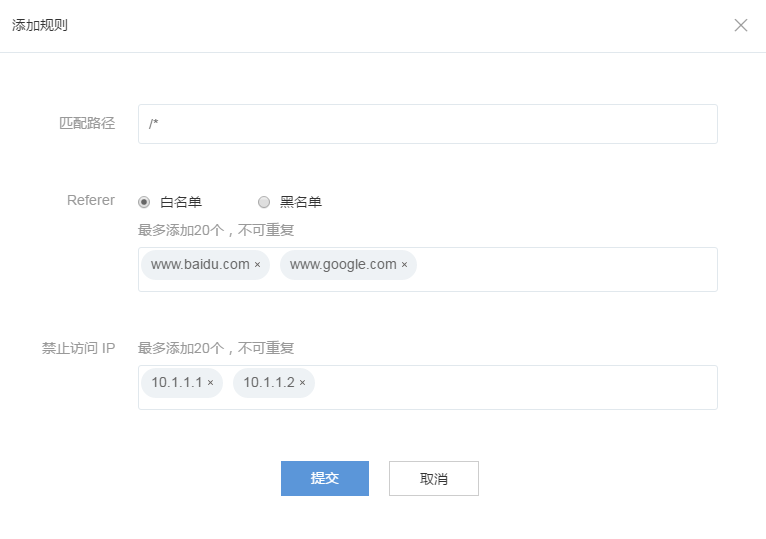 添加规则
匹配路径 /*
Referer 白名单 黑名单
最多添加20个，不可重复
www.baidu.com × www.google.com ×
禁止访问 IP 最多添加20个，不可重复
10.1.1.1 × 10.1.1.2 ×
提交 取消